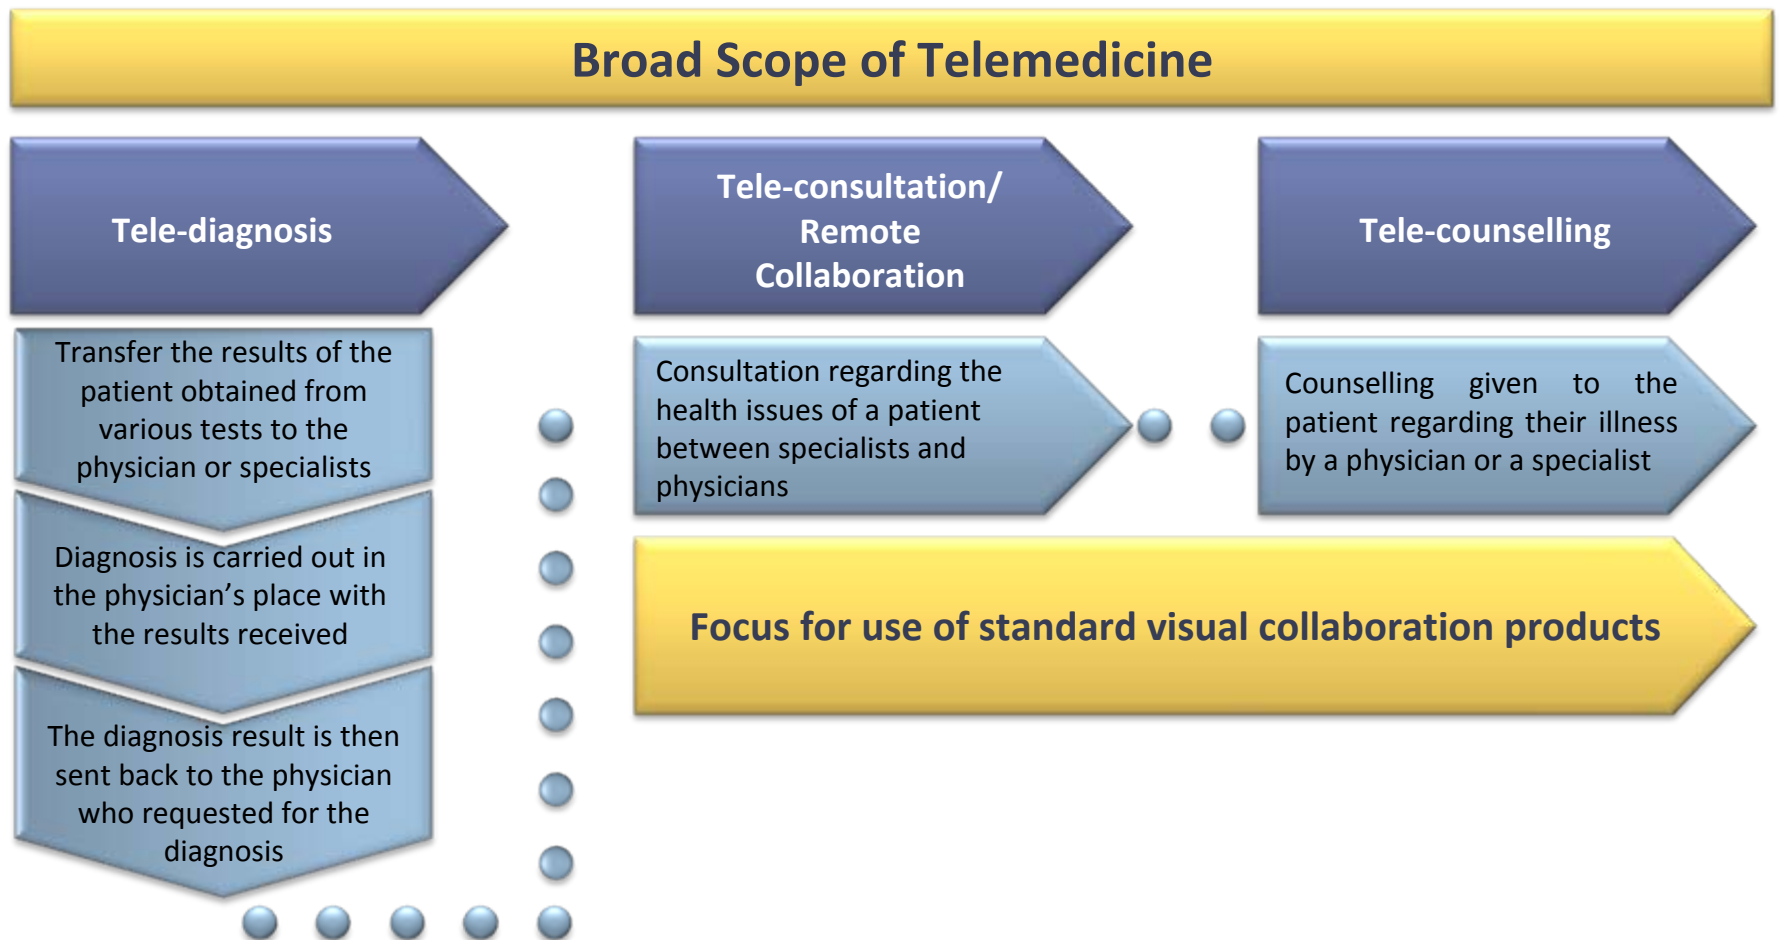 Broad Scope of Telemedicine
Tele-diagnosis
Transfer the results of the
patient obtained from
various tests to the
physician or specialists
Diagnosis is carried out in
the physician’s place with
the results received
The diagnosis result is then
sent back to the physician
who requested for the
diagnosis
Tele-consultation/
Remote
Collaboration
Consultation regarding the
health issues of a patient
between specialists and
physicians
Tele-counselling
Counselling given to the
patient regarding their illness
by a physician or a specialist
Focus for use of standard visual collaboration products